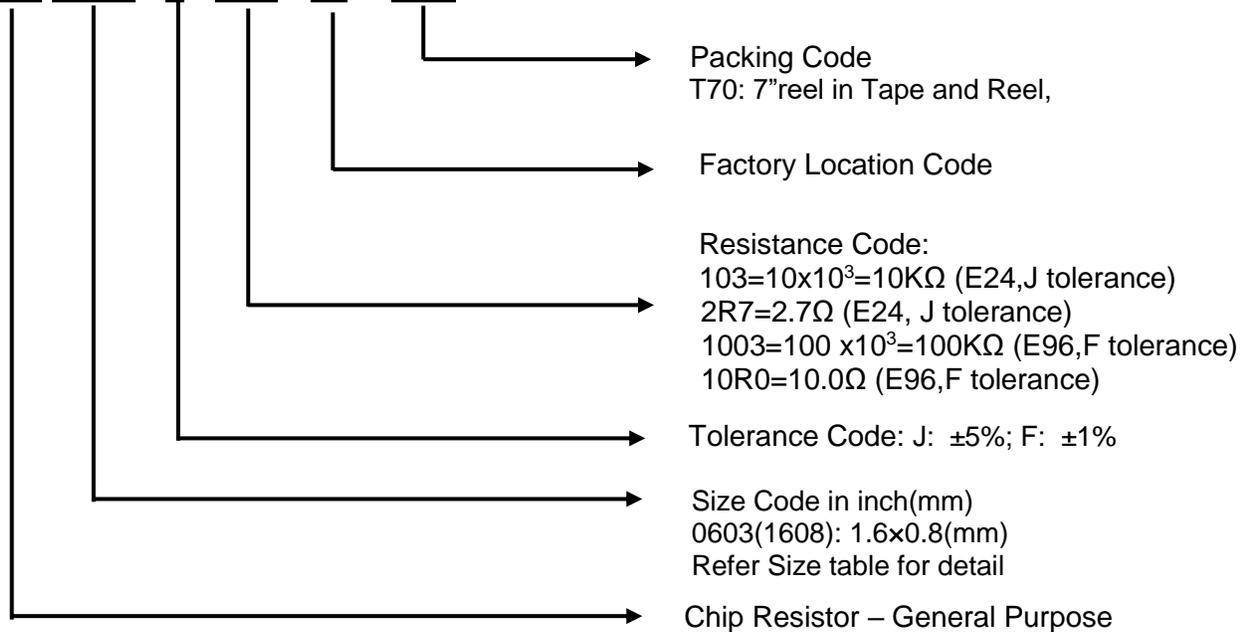 Packing Code
T70: 7”reel in Tape and Reel,
Factory Location Code
Resistance Code:
103=10x10³=10KΩ (E24,J tolerance)
2R7=2.7Ω (E24, J tolerance)
1003=100 x10³=100KΩ (E96,F tolerance)
10R0=10.0Ω (E96,F tolerance)
Tolerance Code: J: ±5%; F: ±1%
Size Code in inch(mm)
0603(1608): 1.6×0.8(mm)
Refer Size table for detail
Chip Resistor – General Purpose